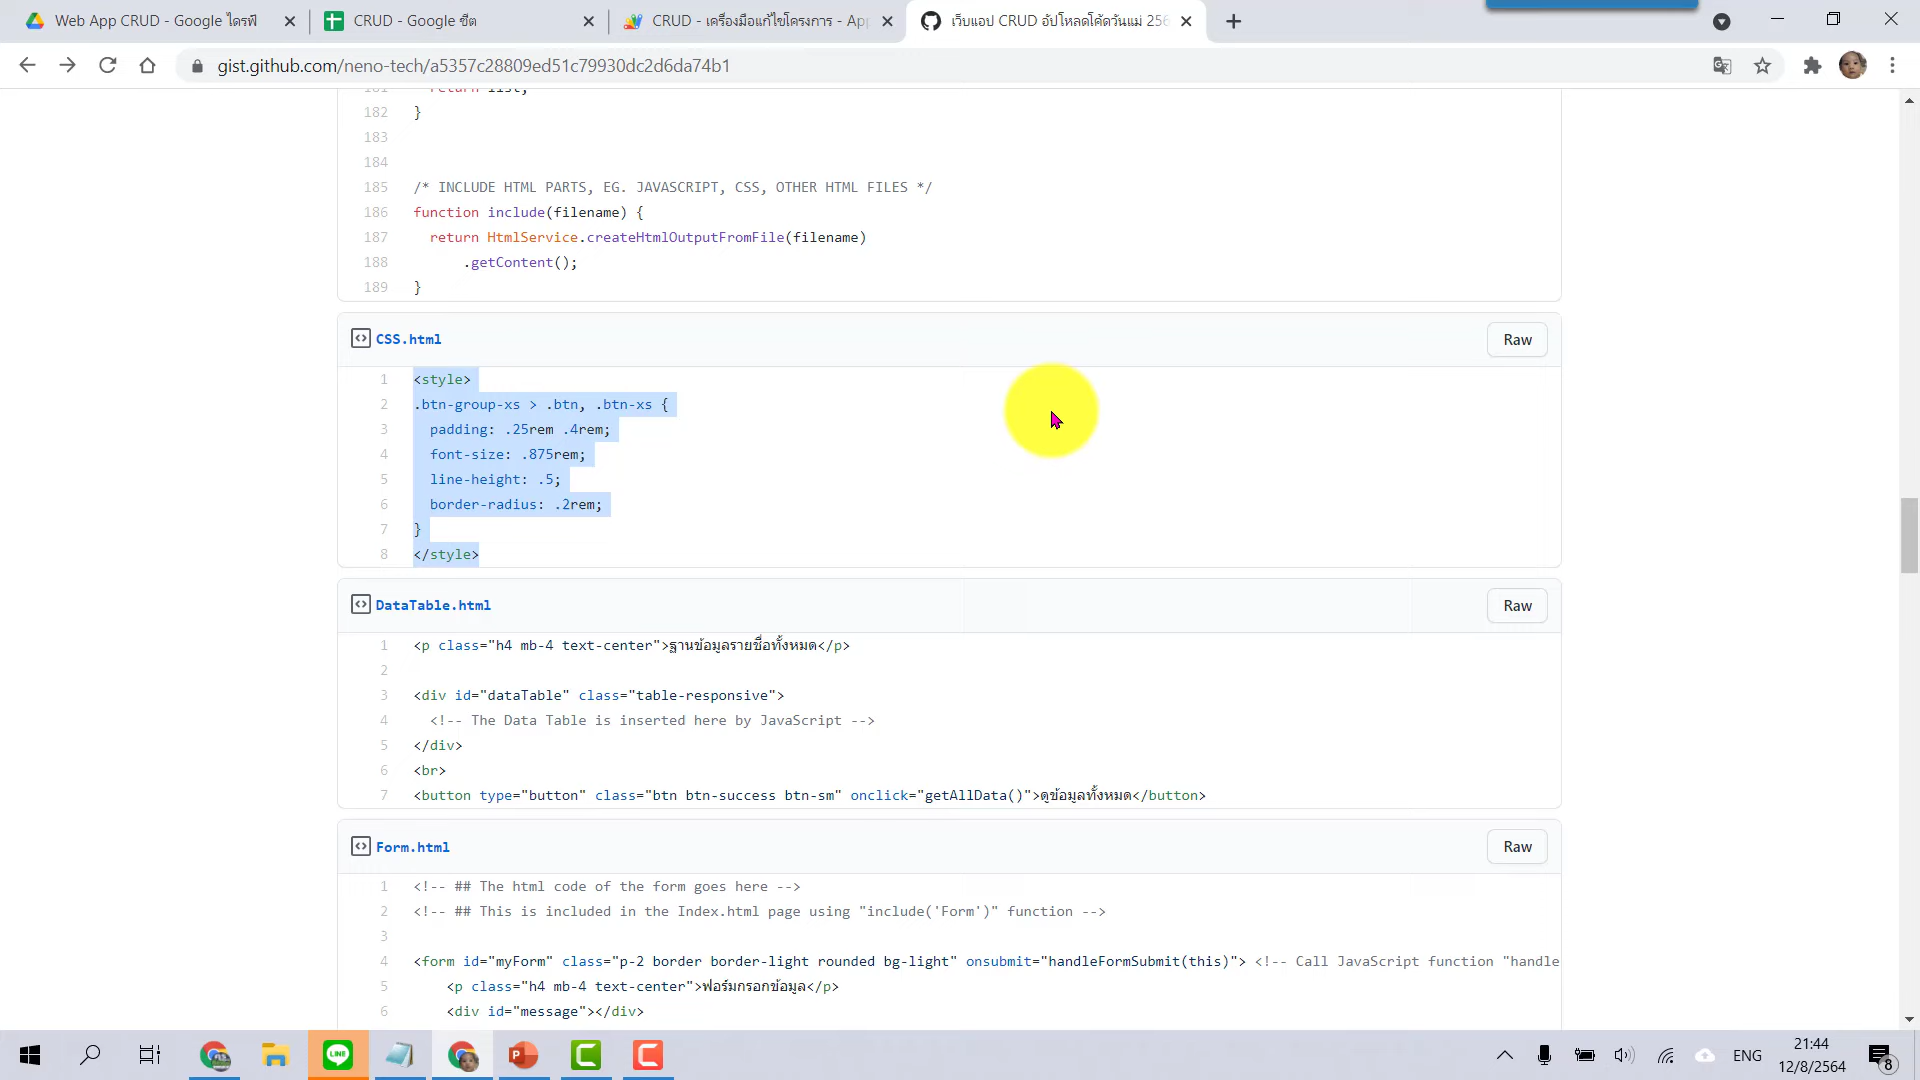 Web App CRUD - Google ไดรฟ์
CRUD - Google ชีต
CRUD - เครื่องมือแก้ไขโครงการ - App
เว็บแอป CRUD อัปโหลดโค้ดวันแม่ 256
gist.github.com/neno-tech/a5357c28809ed51c79930dc2d6da74b1
181 return list;
182 }
183
184
185 /* INCLUDE HTML PARTS, EG. JAVASCRIPT, CSS, OTHER HTML FILES */
186 function include(filename) {
187 return HtmlService.createHtmlOutputFromFile(filename)
188 .getContent();
189 }
CSS.html
Raw
1 <style>
2 .btn-group-xs > .btn, .btn-xs {
3 padding: .25rem .4rem;
4 font-size: .875rem;
5 line-height: .5;
6 border-radius: .2rem;
7 }
8 </style>
DataTable.html
Raw
1 <p class="h4 mb-4 text-center">ฐานข้อมูลรายชื่อทั้งหมด</p>
2
3 <div id="dataTable" class="table-responsive">
4 <!-- The Data Table is inserted here by JavaScript -->
5 </div>
6 <br>
7 <button type="button" class="btn btn-success btn-sm" onclick="getAllData()">ดูข้อมูลทั้งหมด</button>
Form.html
Raw
1 <!-- ## The html code of the form goes here -->
2 <!-- ## This is included in the Index.html page using "include('Form')" function -->
3
4 <form id="myForm" class="p-2 border border-light rounded bg-light" onsubmit="handleFormSubmit(this)"> <!-- Call JavaScript function "handle
5 <p class="h4 mb-4 text-center">ฟอร์มกรอกข้อมูล</p>
6 <div id="message"></div>
LINE
ENG
21:44
12/8/2564
8